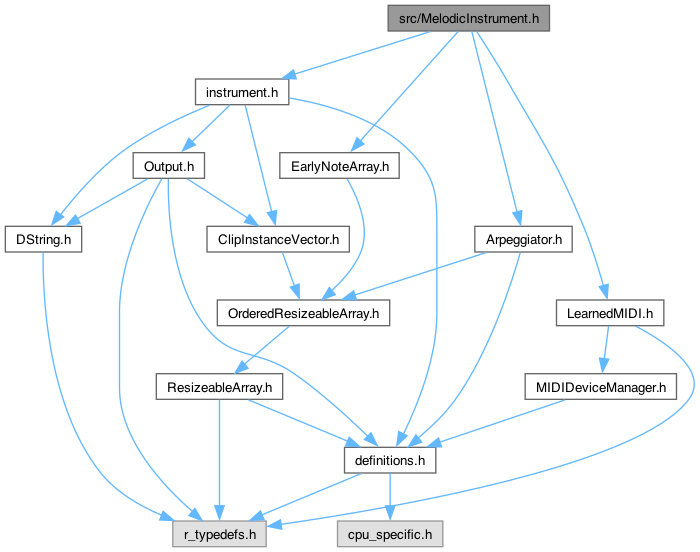 src/MelodicInstrument.h
instrument.h
Output.h
EarlyNoteArray.h
DString.h
ClipInstanceVector.h
Arpeggiator.h
OrderedResizeableArray.h
LearnedMIDI.h
ResizeableArray.h
MIDIDeviceManager.h
definitions.h
r_typedefs.h
cpu_specific.h